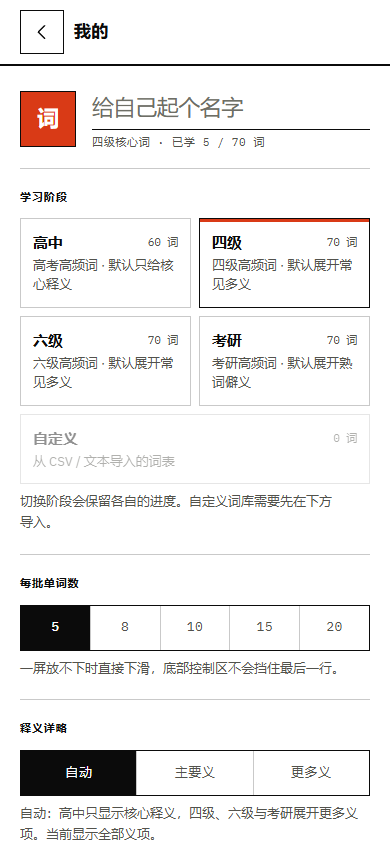 我的
词
给自己起个名字
四级核心词 · 已学 5 / 70 词
学习阶段
高中 60 词
高考高频词 · 默认只给核
心释义
四级 70 词
四级高频词 · 默认展开常
见多义
六级 70 词
六级高频词 · 默认展开常
见多义
考研 70 词
考研高频词 · 默认展开熟
词僻义
自定义 0 词
从 CSV / 文本导入的词表
切换阶段会保留各自的进度。自定义词库需要先在下方
导入。
每批单词数
5 8 10 15 20
一屏放不下时直接下滑，底部控制区不会挡住最后一行。
释义详略
自动 主要义 更多义
自动：高中只显示核心释义，四级、六级与考研展开更多义
项。当前显示全部义项。